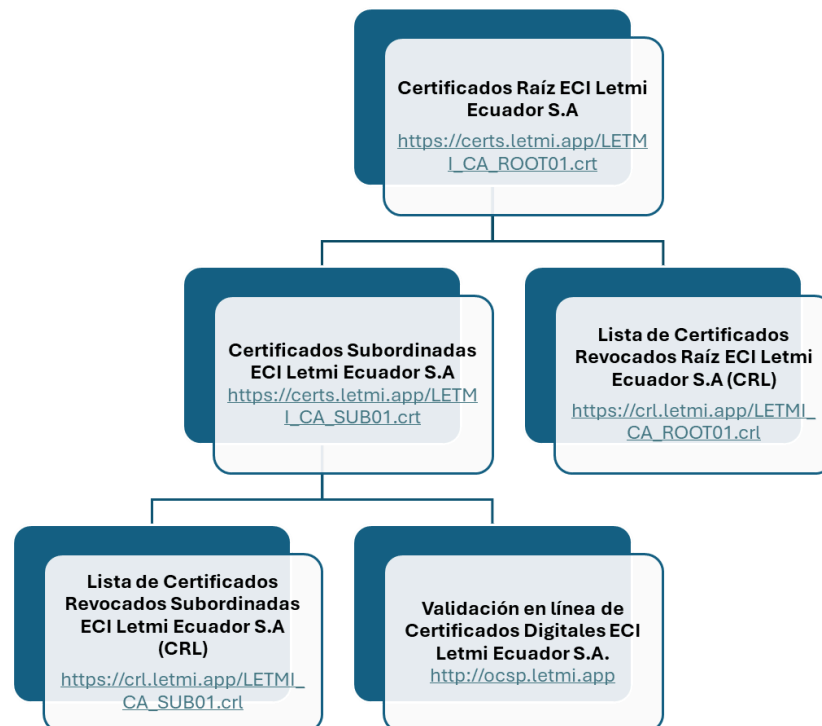 Certificados Raíz ECI Letmi
Ecuador S.A
https://certs.letmi.app/LETM
I_CA_ROOT01.crt
Certificados Subordinadas
ECI Letmi Ecuador S.A
https://certs.letmi.app/LETM
I_CA_SUB01.crt
Lista de Certificados
Revocados Raíz ECI Letmi
Ecuador S.A (CRL)
https://crl.letmi.app/LETMI_
CA_ROOT01.crl
Lista de Certificados
Revocados Subordinadas
ECI Letmi Ecuador S.A
(CRL)
https://crl.letmi.app/LETMI_
CA_SUB01.crl
Validación en línea de
Certificados Digitales ECI
Letmi Ecuador S.A.
http://ocsp.letmi.app